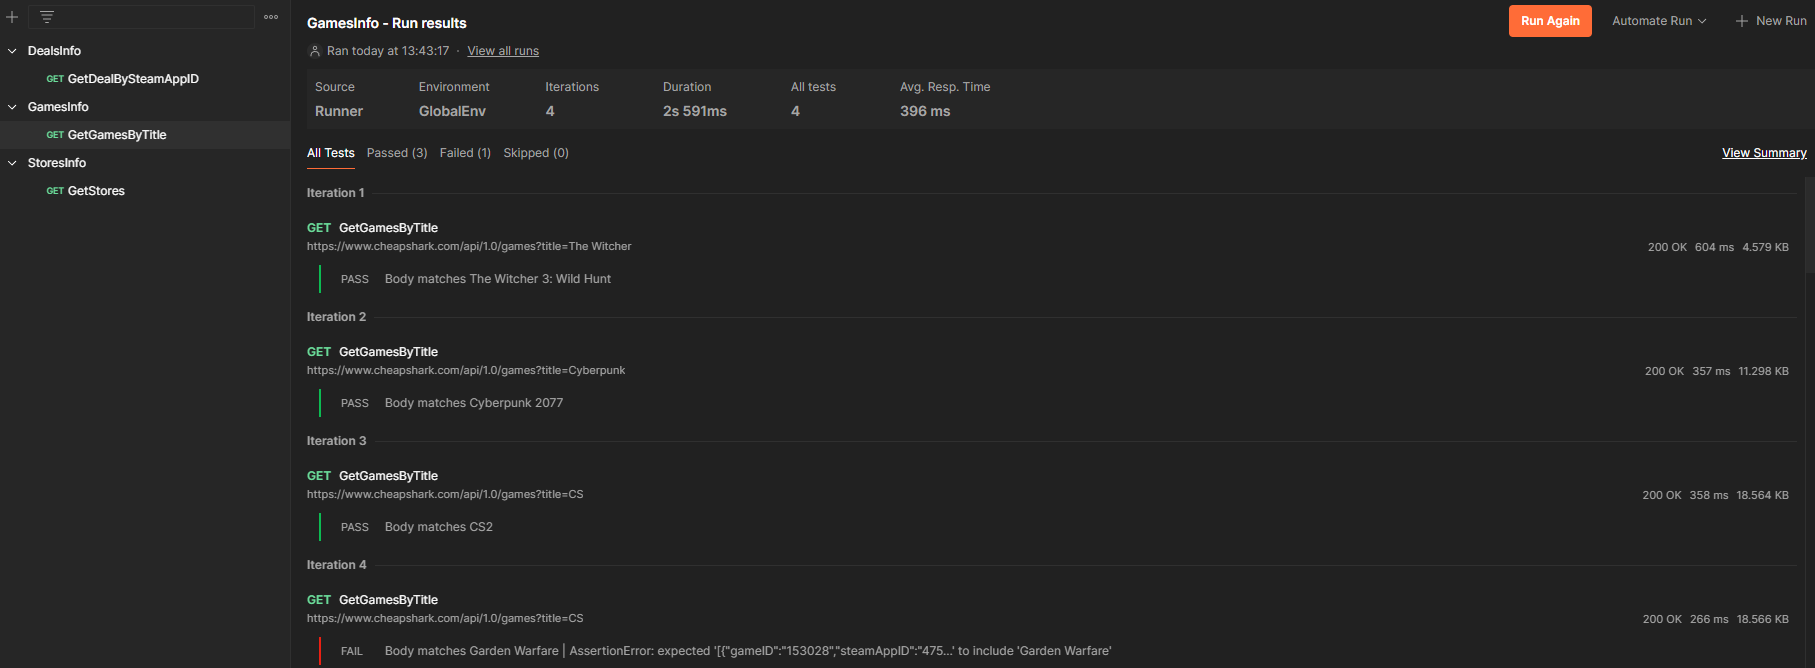 DealsInfo
GET GetDealBySteamAppID
GamesInfo
GET GetGamesByTitle
StoresInfo
GET GetStores
GamesInfo - Run results
Run Again
Automate Run
New Run
Ran today at 13:43:17 · View all runs
Source Environment Iterations Duration All tests Avg. Resp. Time
Runner GlobalEnv 4 2s 591ms 4 396 ms
All Tests Passed (3) Failed (1) Skipped (0) View Summary
Iteration 1
GET GetGamesByTitle
https://www.cheapshark.com/api/1.0/games?title=The Witcher
200 OK 604 ms 4.579 KB
PASS Body matches The Witcher 3: Wild Hunt
Iteration 2
GET GetGamesByTitle
https://www.cheapshark.com/api/1.0/games?title=Cyberpunk
200 OK 357 ms 11.298 KB
PASS Body matches Cyberpunk 2077
Iteration 3
GET GetGamesByTitle
https://www.cheapshark.com/api/1.0/games?title=CS
200 OK 358 ms 18.564 KB
PASS Body matches CS2
Iteration 4
GET GetGamesByTitle
https://www.cheapshark.com/api/1.0/games?title=CS
200 OK 266 ms 18.566 KB
FAIL Body matches Garden Warfare | AssertionError: expected '[{"gameID":"153028","steamAppID":"475...' to include 'Garden Warfare'